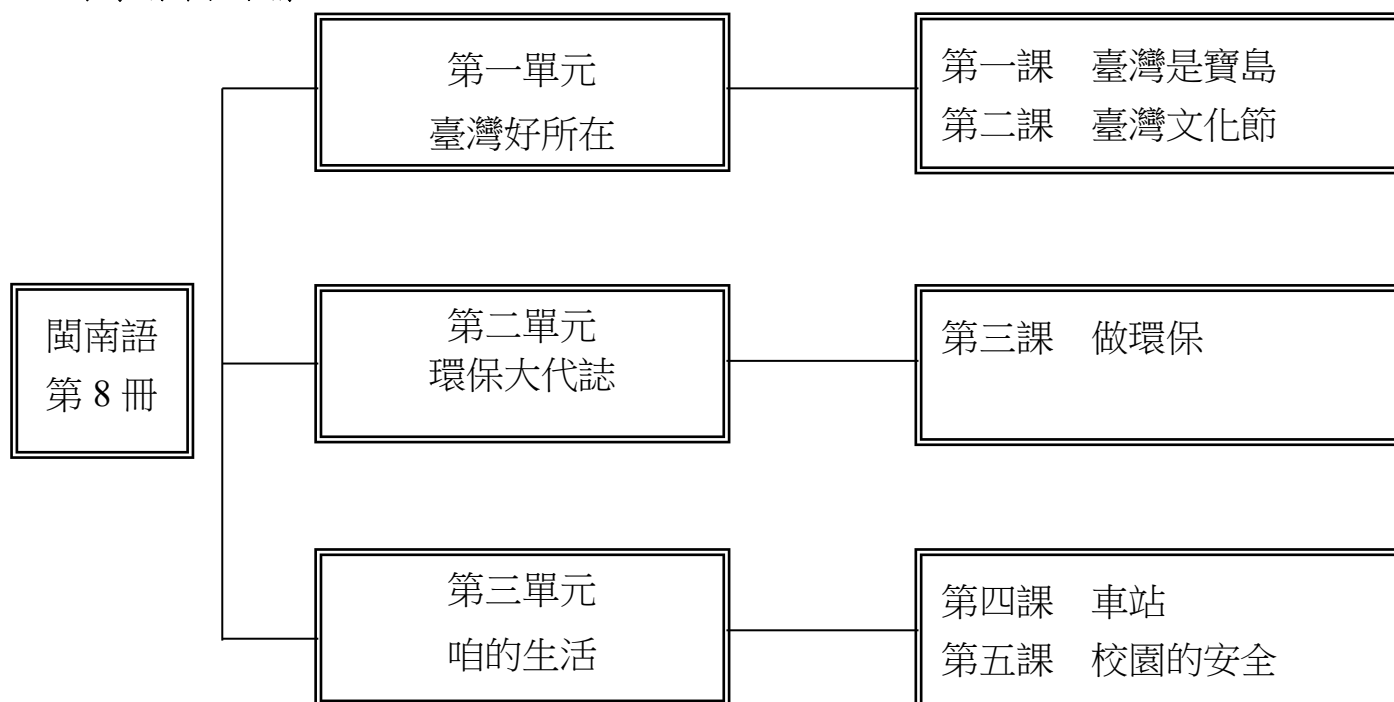 閩南語
第 8 冊
第一單元
臺灣好所在
第一課　臺灣是寶島
第二課　臺灣文化節
第二單元
環保大代誌
第三課　做環保
第三單元
咱的生活
第四課　車站
第五課　校園的安全